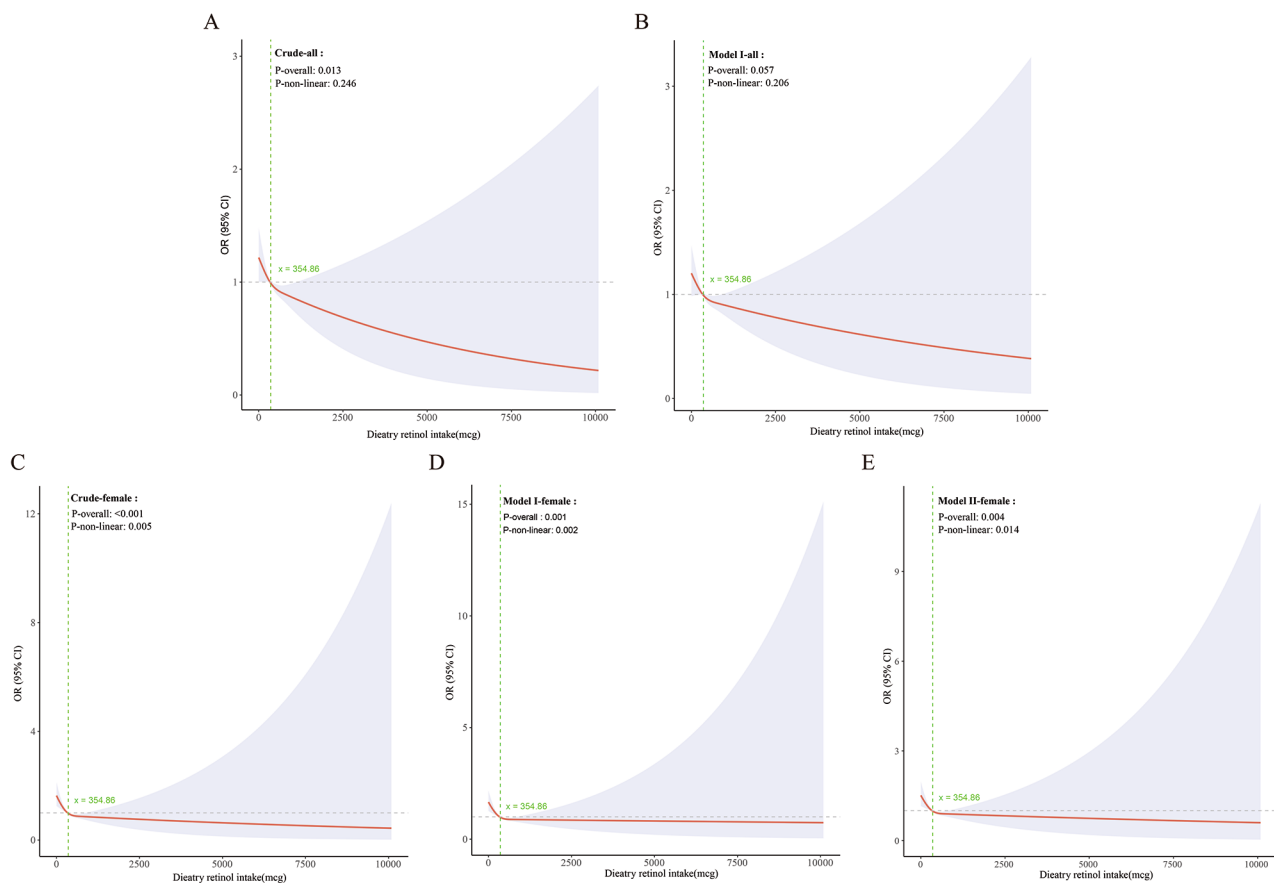 A
Crude-all :
P-overall: 0.013
P-non-linear: 0.246
3
2
1
0
OR (95% CI)
x = 354.86
0 2500 5000 7500 10000
Dieatry retinol intake(mcg)
B
Model I-all :
P-overall: 0.057
P-non-linear: 0.206
3
2
1
0
OR (95% CI)
x = 354.86
0 2500 5000 7500 10000
Dieatry retinol intake(mcg)
C
Crude-female :
P-overall: <0.001
P-non-linear: 0.005
12
8
4
0
OR (95% CI)
x = 354.86
0 2500 5000 7500 10000
Dieatry retinol intake(mcg)
D
Model I-female :
P-overall : 0.001
P-non-linear: 0.002
15
10
5
0
OR (95% CI)
x = 354.86
0 2500 5000 7500 10000
Dieatry retinol intake(mcg)
E
Model II-female :
P-overall: 0.004
P-non-linear: 0.014
9
6
3
0
OR (95% CI)
x = 354.86
0 2500 5000 7500 10000
Dieatry retinol intake(mcg)